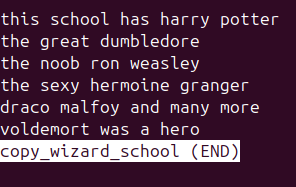 this school has harry potter
the great dumbledore
the noob ron weasley
the sexy hermoine granger
draco malfoy and many more
voldemort was a hero
copy_wizard_school (END)